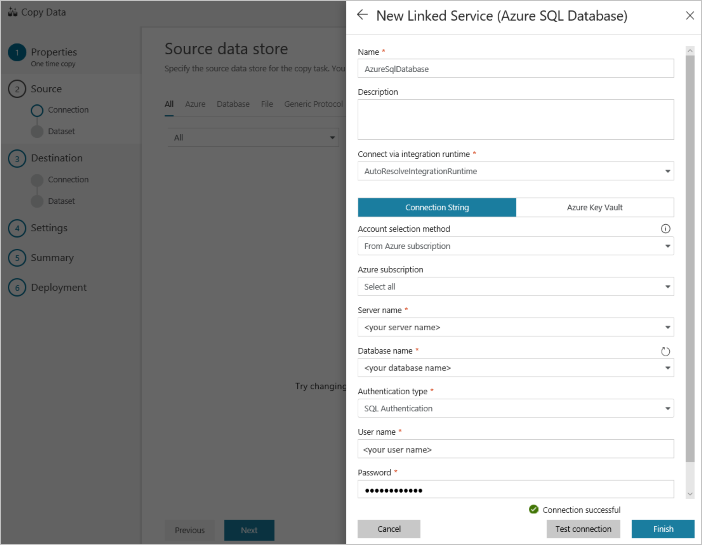 Copy Data
1 Properties
One time copy
2 Source
Connection
Dataset
3 Destination
Connection
Dataset
4 Settings
5 Summary
6 Deployment
Source data store
Specify the source data store for the copy task. You
All Azure Database File Generic Protocol
All
Try changing
Previous Next
New Linked Service (Azure SQL Database)
Name *
AzureSqlDatabase
Description
Connect via integration runtime *
AutoResolveIntegrationRuntime
Connection String Azure Key Vault
Account selection method
From Azure subscription
Azure subscription
Select all
Server name *
<your server name>
Database name *
<your database name>
Authentication type *
SQL Authentication
User name *
<your user name>
Password *
••••••••••••
Connection successful
Cancel Test connection Finish